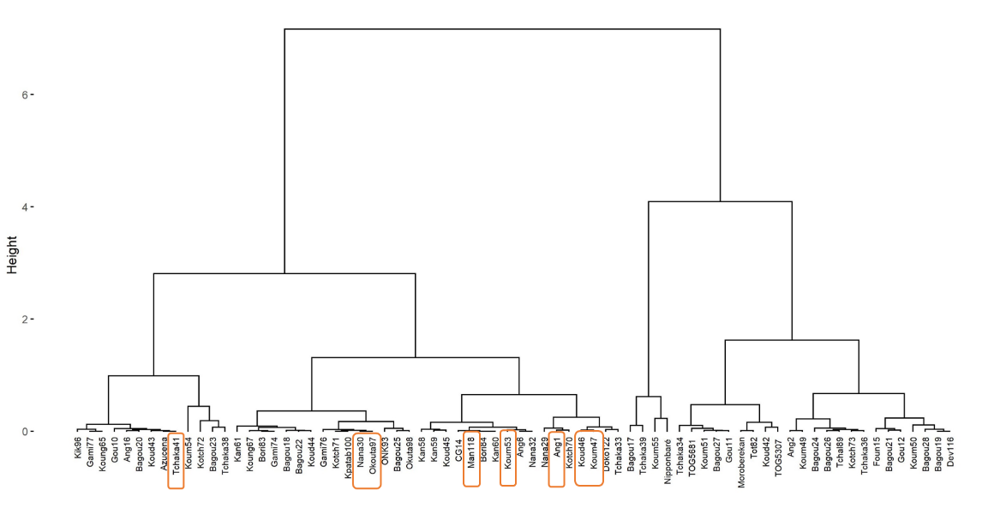 6
4
2
0
Height
Kik96
Gami77
Koung65
Gou10
Ang16
Bagou20
Koud43
Azucena
Tchaka41
Koum54
Kotch72
Bagou23
Tchaka38
Kan61
Koung67
Bori83
Gami74
Bagou18
Bagou22
Koud44
Gami76
Kotch71
Kpatab100
Nana30
Okouta97
ONK93
Bagou25
Okuta98
Kan58
Kan59
Koud45
CG14
Man118
Bori84
Kan60
Koum53
Ang6
Nana32
Nana29
Ang1
Kotch70
Koud46
Koum47
Doko122
Tchaka33
Bagou17
Tchaka39
Koum55
Nipponbaré
Tchaka34
TOG5681
Koum51
Bagou27
Gou11
Moroberekan
Tot82
Koud42
TOG5307
Ang2
Koum49
Bagou24
Bagou26
Tchal89
Kotch73
Tchaka36
Foun15
Bagou21
Gou12
Koum50
Bagou28
Bagou19
Dev116